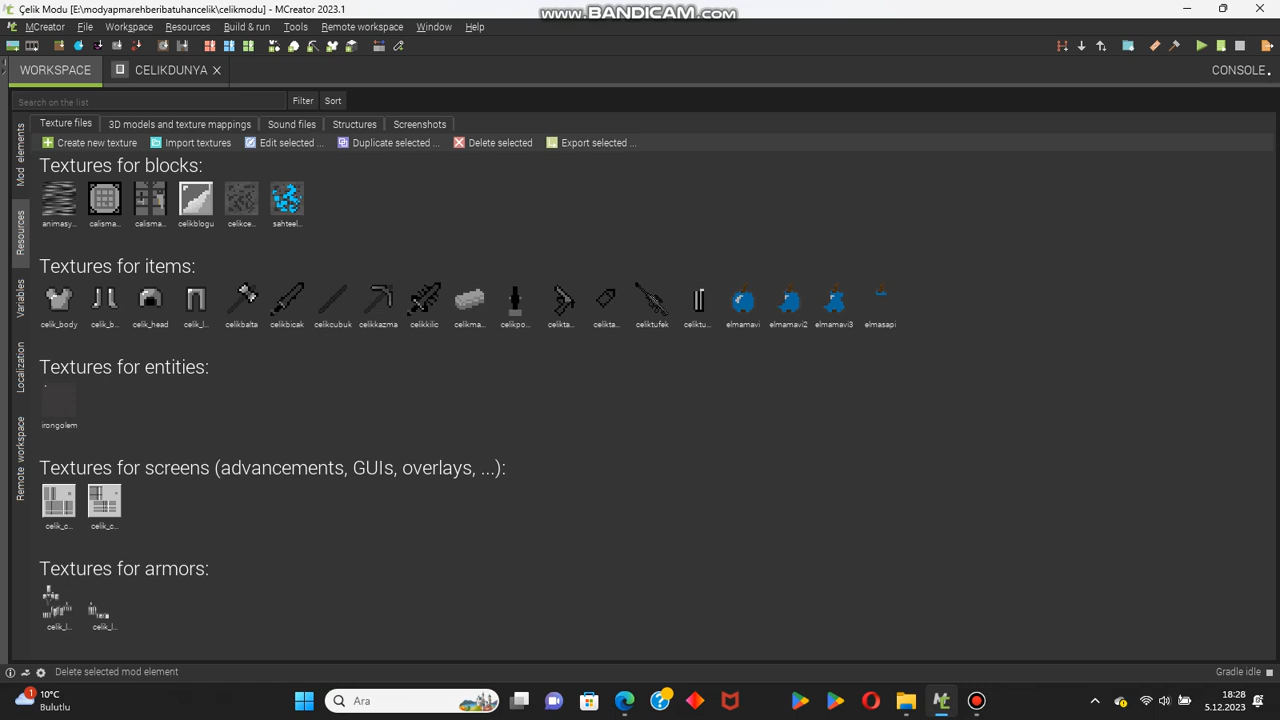 Çelik Modu [E:\modyapmarehberibatuhancelik\celikmodu] - MCreator 2023.1
www.BANDICAM.com
MCreator File Workspace Resources Build & run Tools Remote workspace Window Help
WORKSPACE CELIKDUNYA CONSOLE
Search on the list Filter Sort
Texture files 3D models and texture mappings Sound files Structures Screenshots
Create new texture Import textures Edit selected ... Duplicate selected ... Delete selected Export selected ...
Mod elements
Resources
Variables
Localization
Remote workspace
Textures for blocks:
animasy... calisma... calisma... celikblogu celikce... sahteel...
Textures for items:
celik_body celik_b... celik_head celik_l... celikbalta celikbicak celikcubuk celikkazma celikkilic celikma... celikpo... celikta... celikta... celiktufek celiktu... elmamavi elmamavi2 elmamavi3 elmasapi
Textures for entities:
irongolem
Textures for screens (advancements, GUIs, overlays, ...):
celik_c... celik_c...
Textures for armors:
celik_l... celik_l...
Delete selected mod element Gradle idle
1 10°C
Bulutlu
Ara
18:28
5.12.2023